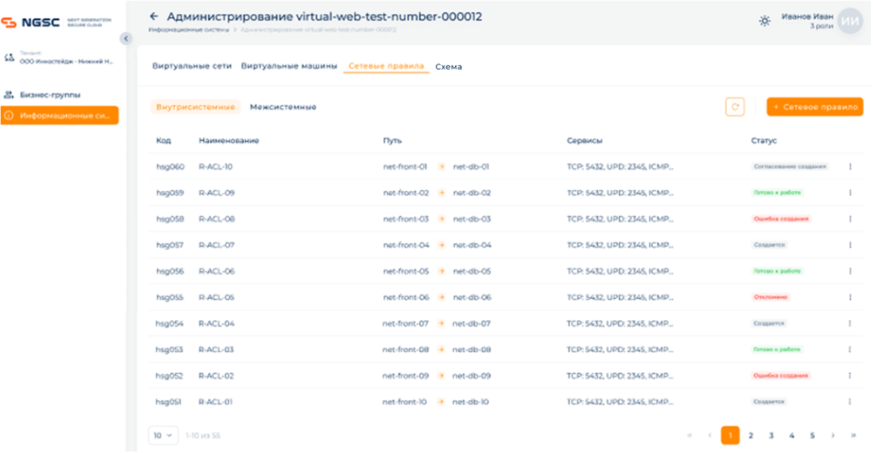 NGSC NEXT GENERATION SECURE CLOUD
Тенант
ООО Инностейдж - Нижний Н...
Бизнес-группы
Информационные си...
← Администрирование virtual-web-test-number-000012
Информационные системы / Администрирование virtual-web-test-number-000012
Иванов Иван
3 роли
ИИ
Виртуальные сети Виртуальные машины Сетевые правила Схема
Внутрисистемные Межсистемные
+ Сетевое правило
Код Наименование Путь Сервисы Статус
hsg060 R-ACL-10 net-front-01 → net-db-01 TCP: 5432, UPD: 2345, ICMP... Согласование создания
hsg059 R-ACL-09 net-front-02 → net-db-02 TCP: 5432, UPD: 2345, ICMP... Готово к работе
hsg058 R-ACL-08 net-front-03 → net-db-03 TCP: 5432, UPD: 2345, ICMP... Ошибка создания
hsg057 R-ACL-07 net-front-04 → net-db-04 TCP: 5432, UPD: 2345, ICMP... Создается
hsg056 R-ACL-06 net-front-05 → net-db-05 TCP: 5432, UPD: 2345, ICMP... Готово к работе
hsg055 R-ACL-05 net-front-06 → net-db-06 TCP: 5432, UPD: 2345, ICMP... Отклонено
hsg054 R-ACL-04 net-front-07 → net-db-07 TCP: 5432, UPD: 2345, ICMP... Создается
hsg053 R-ACL-03 net-front-08 → net-db-08 TCP: 5432, UPD: 2345, ICMP... Готово к работе
hsg052 R-ACL-02 net-front-09 → net-db-09 TCP: 5432, UPD: 2345, ICMP... Ошибка создания
hsg051 R-ACL-01 net-front-10 → net-db-10 TCP: 5432, UPD: 2345, ICMP... Создается
10 1-10 из 55 « ‹ 1 2 3 4 5 › »